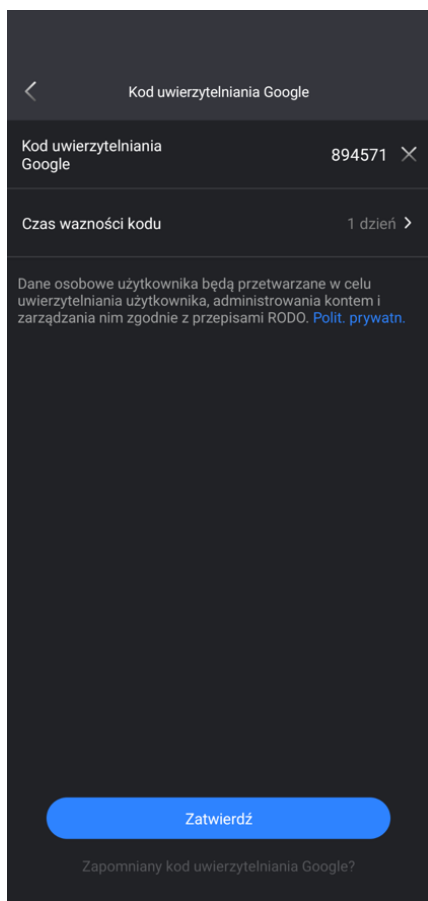 Kod uwierzytelniania Google
Kod uwierzytelniania
Google
894571
Czas wazności kodu
1 dzień
Dane osobowe użytkownika będą przetwarzane w celu
uwierzytelniania użytkownika, administrowania kontem i
zarządzania nim zgodnie z przepisami RODO. Polit. prywatn.
Zatwierdź
Zapomniany kod uwierzytelniania Google?